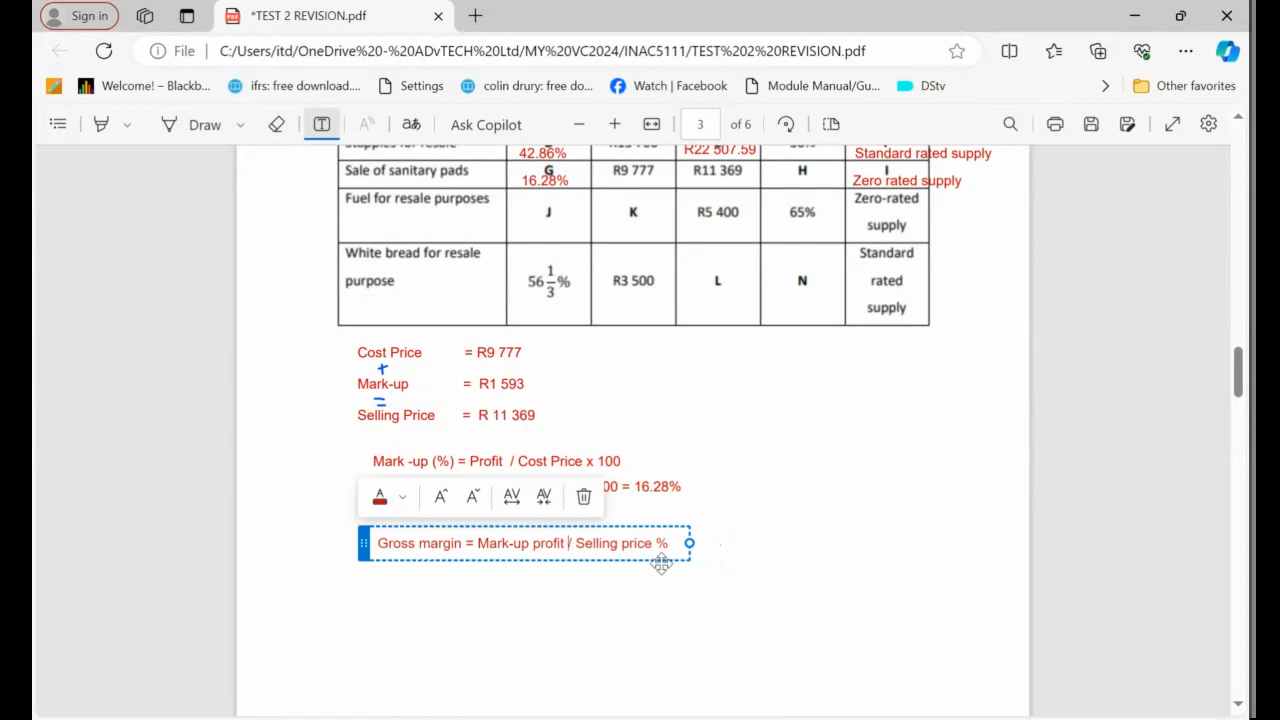 Sign in
*TEST 2 REVISION.pdf
File
C:/Users/itd/OneDrive%20-%20ADvTECH%20Ltd/MY%20VC2024/INAC5111/TEST%202%20REVISION.pdf
Welcome! – Blackb...
ifrs: free download....
Settings
colin drury: free do...
Watch | Facebook
Module Manual/Gu...
DStv
Other favorites
Draw
Ask Copilot
3 of 6
42.86%
R22 507.59
Standard rated supply
Sale of sanitary pads
G
16.28%
R9 777
R11 369
H
I
Zero rated supply
Fuel for resale purposes
J
K
R5 400
65%
Zero-rated
supply
White bread for resale
purpose
56 1/3%
R3 500
L
N
Standard
rated
supply
Cost Price = R9 777
+
Mark-up = R1 593
=
Selling Price = R 11 369
Mark -up (%) = Profit / Cost Price x 100
00 = 16.28%
Gross margin = Mark-up profit / Selling price %